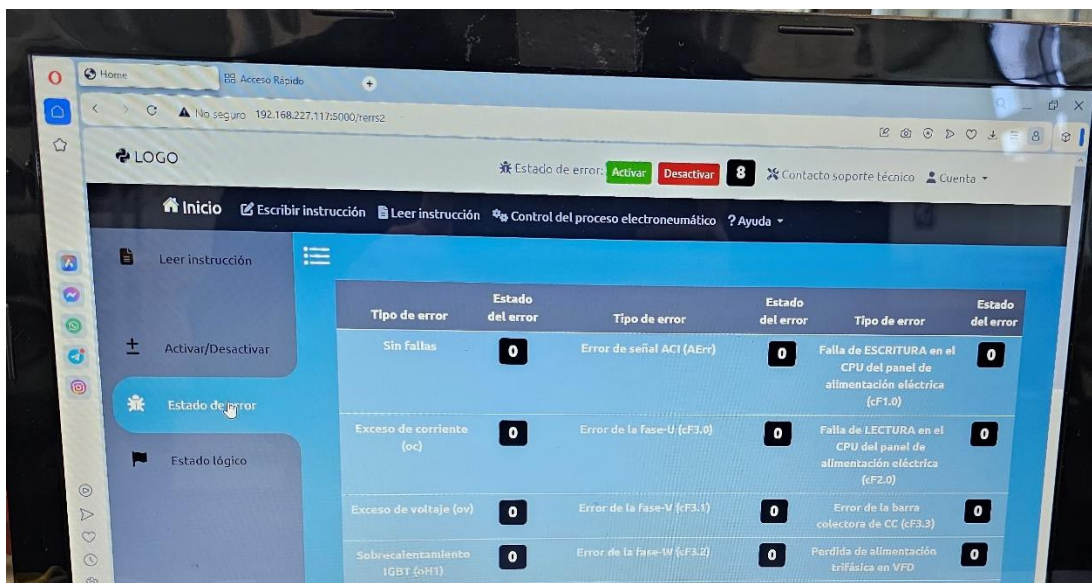 Home
Acceso Rápido
No seguro 192.168.227.117:5000/rerrs2
LOGO
Estado de error: Activar Desactivar 8 Contacto soporte técnico Cuenta
Inicio Escribir instrucción Leer instrucción Control del proceso electroneumático ? Ayuda
Leer instrucción
Activar/Desactivar
Estado de error
Estado lógico
Tipo de error
Estado
del error
Tipo de error
Estado
del error
Tipo de error
Estado
del error
Sin fallas
0
Error de señal ACI (AErr)
0
Falla de ESCRITURA en el
CPU del panel de
alimentación eléctrica
(cF1.0)
0
Exceso de corriente
(oc)
0
Error de la fase-U (cF3.0)
0
Falla de LECTURA en el
CPU del panel de
alimentación eléctrica
(cF2.0)
0
Exceso de voltaje (ov)
0
Error de la fase-V (cF3.1)
0
Error de la barra
colectora de CC (cF3.3)
0
Sobrecalentamiento
IGBT (oH1)
0
Error de la fase-W (cF3.2)
0
Perdida de alimentación
trifásica en VFD
0